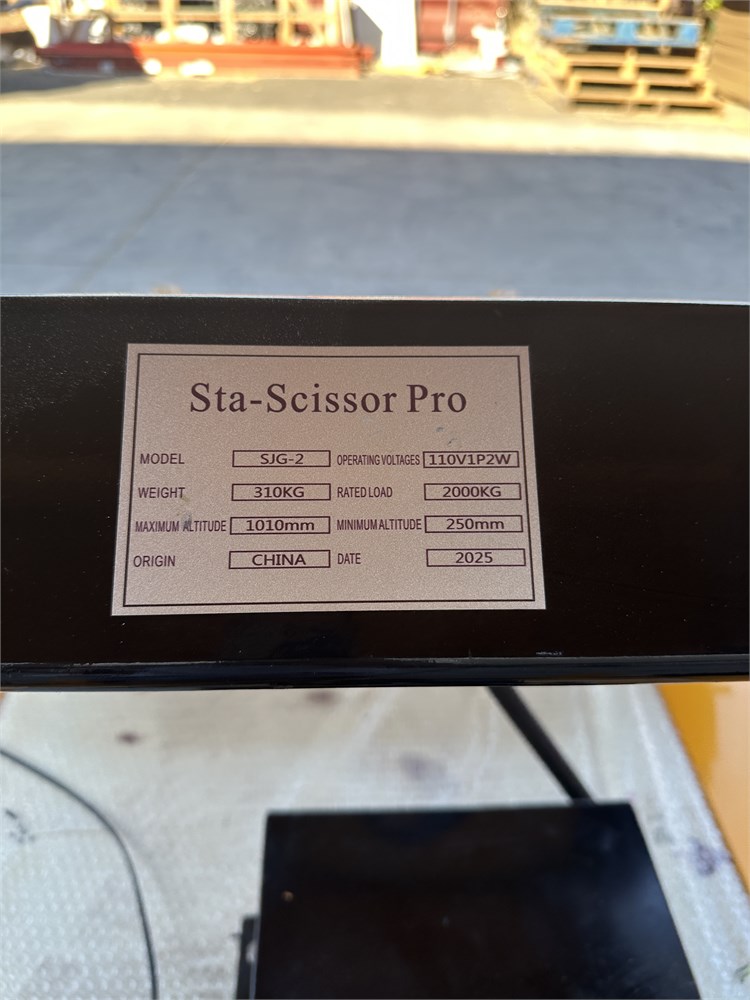 Sta-Scissor Pro
MODEL SJG-2 OPERATING VOLTAGES 110V1P2W
WEIGHT 310KG RATED LOAD 2000KG
MAXIMUM ALTITUDE 1010mm MINIMUM ALTITUDE 250mm
ORIGIN CHINA DATE 2025